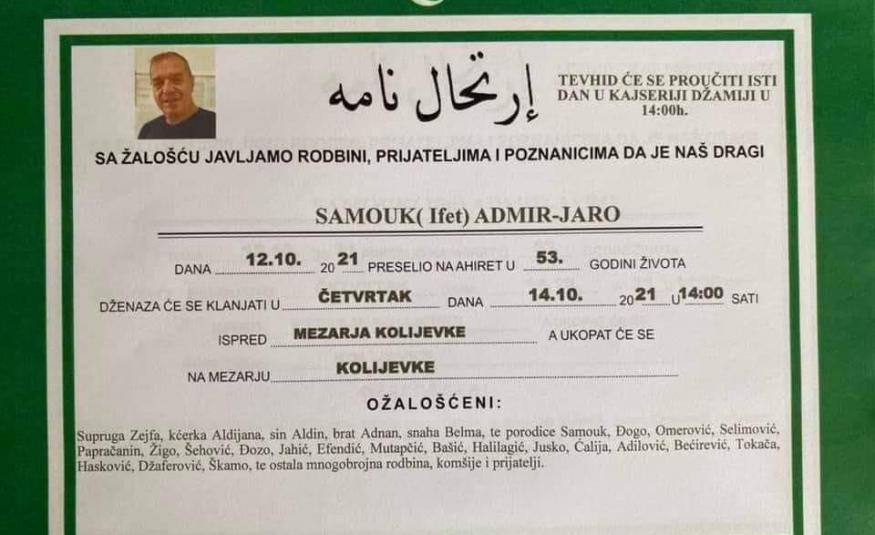 إرتحال نامه
TEVHID ĆE SE PROUČITI ISTI
DAN U KAJSERIJI DŽAMIJI U
14:00h.
SA ŽALOŠĆU JAVLJAMO RODBINI, PRIJATELJIMA I POZNANICIMA DA JE NAŠ DRAGI
SAMOUK( Ifet) ADMIR-JARO
DANA 12.10. 2021 PRESELIO NA AHIRET U 53. GODINI ŽIVOTA
DŽENAZA ĆE SE KLANJATI U ČETVRTAK DANA 14.10. 2021 U 14:00 SATI
ISPRED MEZARJA KOLIJEVKE A UKOPAT ĆE SE
NA MEZARJU KOLIJEVKE
OŽALOŠĆENI:
Supruga Zejfa, kćerka Aldijana, sin Aldin, brat Adnan, snaha Belma, te porodice Samouk, Đogo, Omerović, Selimović,
Papračanin, Žigo, Šehović, Đozo, Jahić, Efendić, Mutapčić, Bašić, Halilagić, Jusko, Ćalija, Adilović, Bećirević, Tokača,
Hasković, Džaferović, Škamo, te ostala mnogobrojna rodbina, komšije i prijatelji.